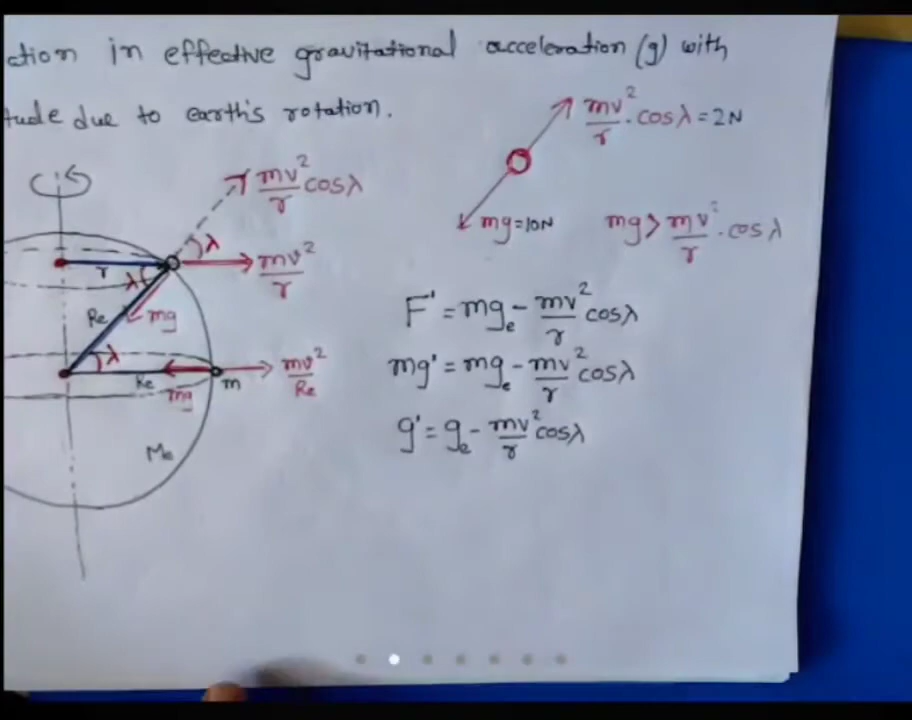 ction in effective gravitational acceleration (g) with
tude due to earth's rotation.
mv²/r . cosλ = 2N
mg = 10N
mg > mv²/r . cosλ
mv²/r cosλ
λ
mv²/r
r
λ
Re
mg
λ
Re
mg
m
mv²/Re
Me
F' = mgₑ - mv²/r cosλ
mg' = mgₑ - mv²/r cosλ
g' = gₑ - mv²/r cosλ